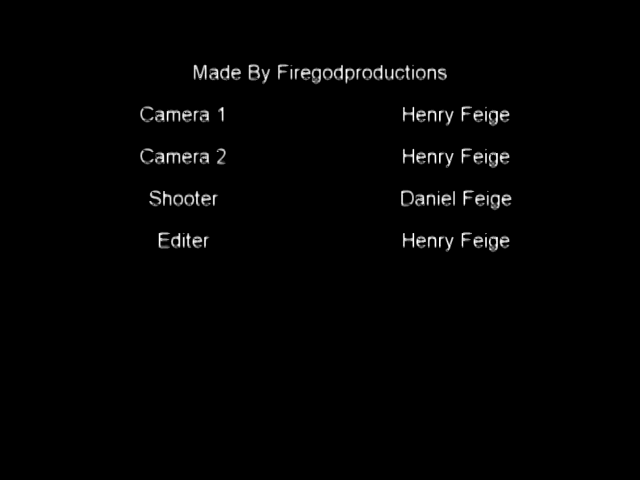 Made By Firegodproductions
Camera 1 Henry Feige
Camera 2 Henry Feige
Shooter Daniel Feige
Editer Henry Feige